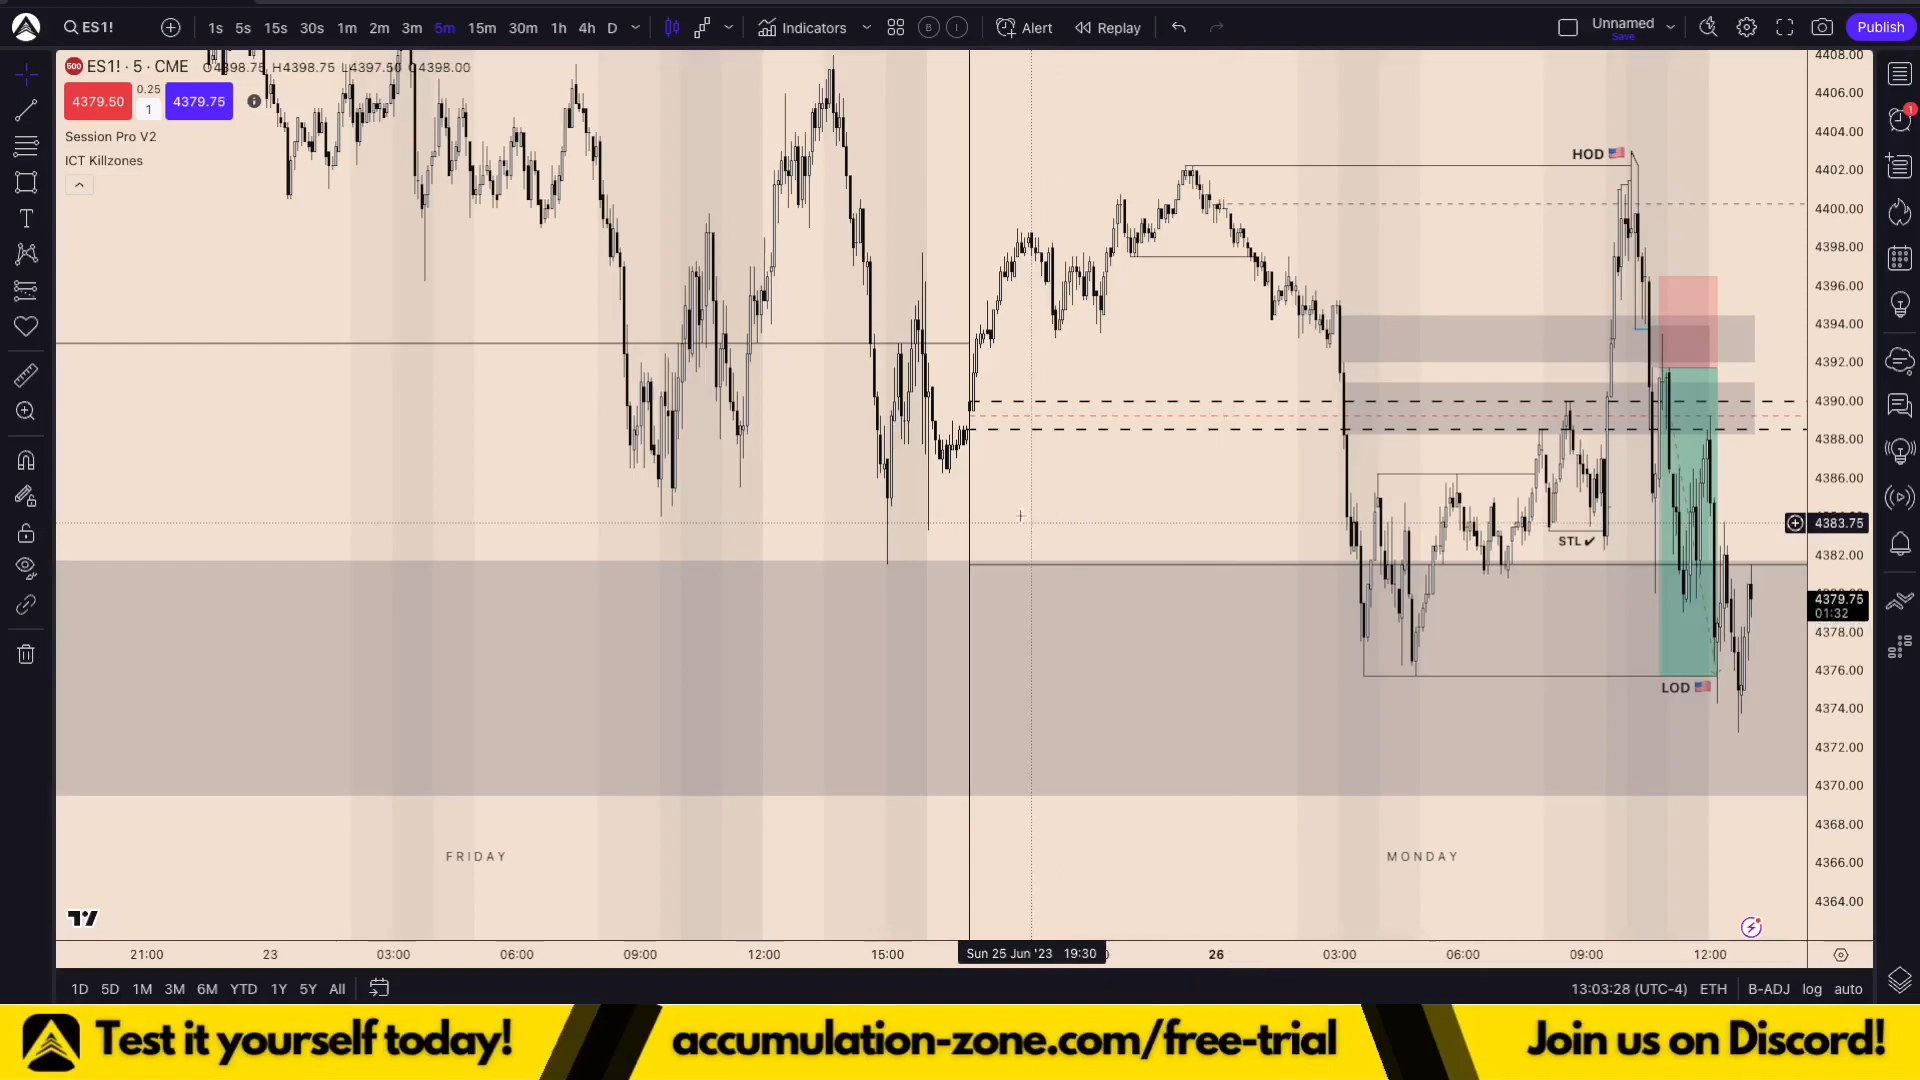 ES1!
1s 5s 15s 30s 1m 2m 3m 5m 15m 30m 1h 4h D
Indicators
B I
Alert
Replay
Unnamed
Save
Publish
500 ES1! · 5 · CME O4398.75 H4398.75 L4397.50 C4398.00
4379.50
0.25
1
4379.75
Session Pro V2
ICT Killzones
HOD
STL ✔
LOD
FRIDAY
MONDAY
4408.00
4406.00
4404.00
4402.00
4400.00
4398.00
4396.00
4394.00
4392.00
4390.00
4388.00
4386.00
4383.75
4382.00
4379.75
01:32
4378.00
4376.00
4374.00
4372.00
4370.00
4368.00
4366.00
4364.00
1
21:00 23 03:00 06:00 09:00 12:00 15:00 Sun 25 Jun '23 19:30 26 03:00 06:00 09:00 12:00
1D 5D 1M 3M 6M YTD 1Y 5Y All
13:03:28 (UTC-4) ETH B-ADJ log auto
Test it yourself today! accumulation-zone.com/free-trial Join us on Discord!